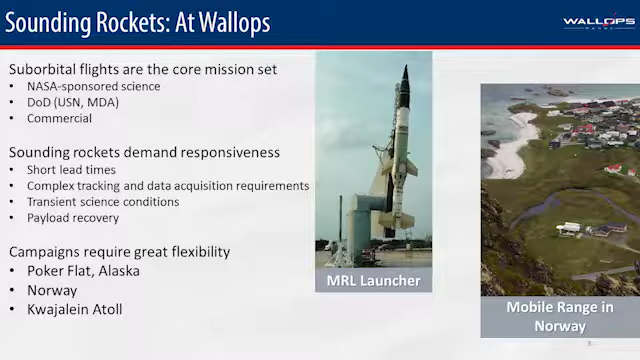 Sounding Rockets: At Wallops
WALLOPS
Suborbital flights are the core mission set
• NASA-sponsored science
• DoD (USN, MDA)
• Commercial
Sounding rockets demand responsiveness
• Short lead times
• Complex tracking and data acquisition requirements
• Transient science conditions
• Payload recovery
Campaigns require great flexibility
• Poker Flat, Alaska
• Norway
• Kwajalein Atoll
MRL Launcher
Mobile Range in
Norway